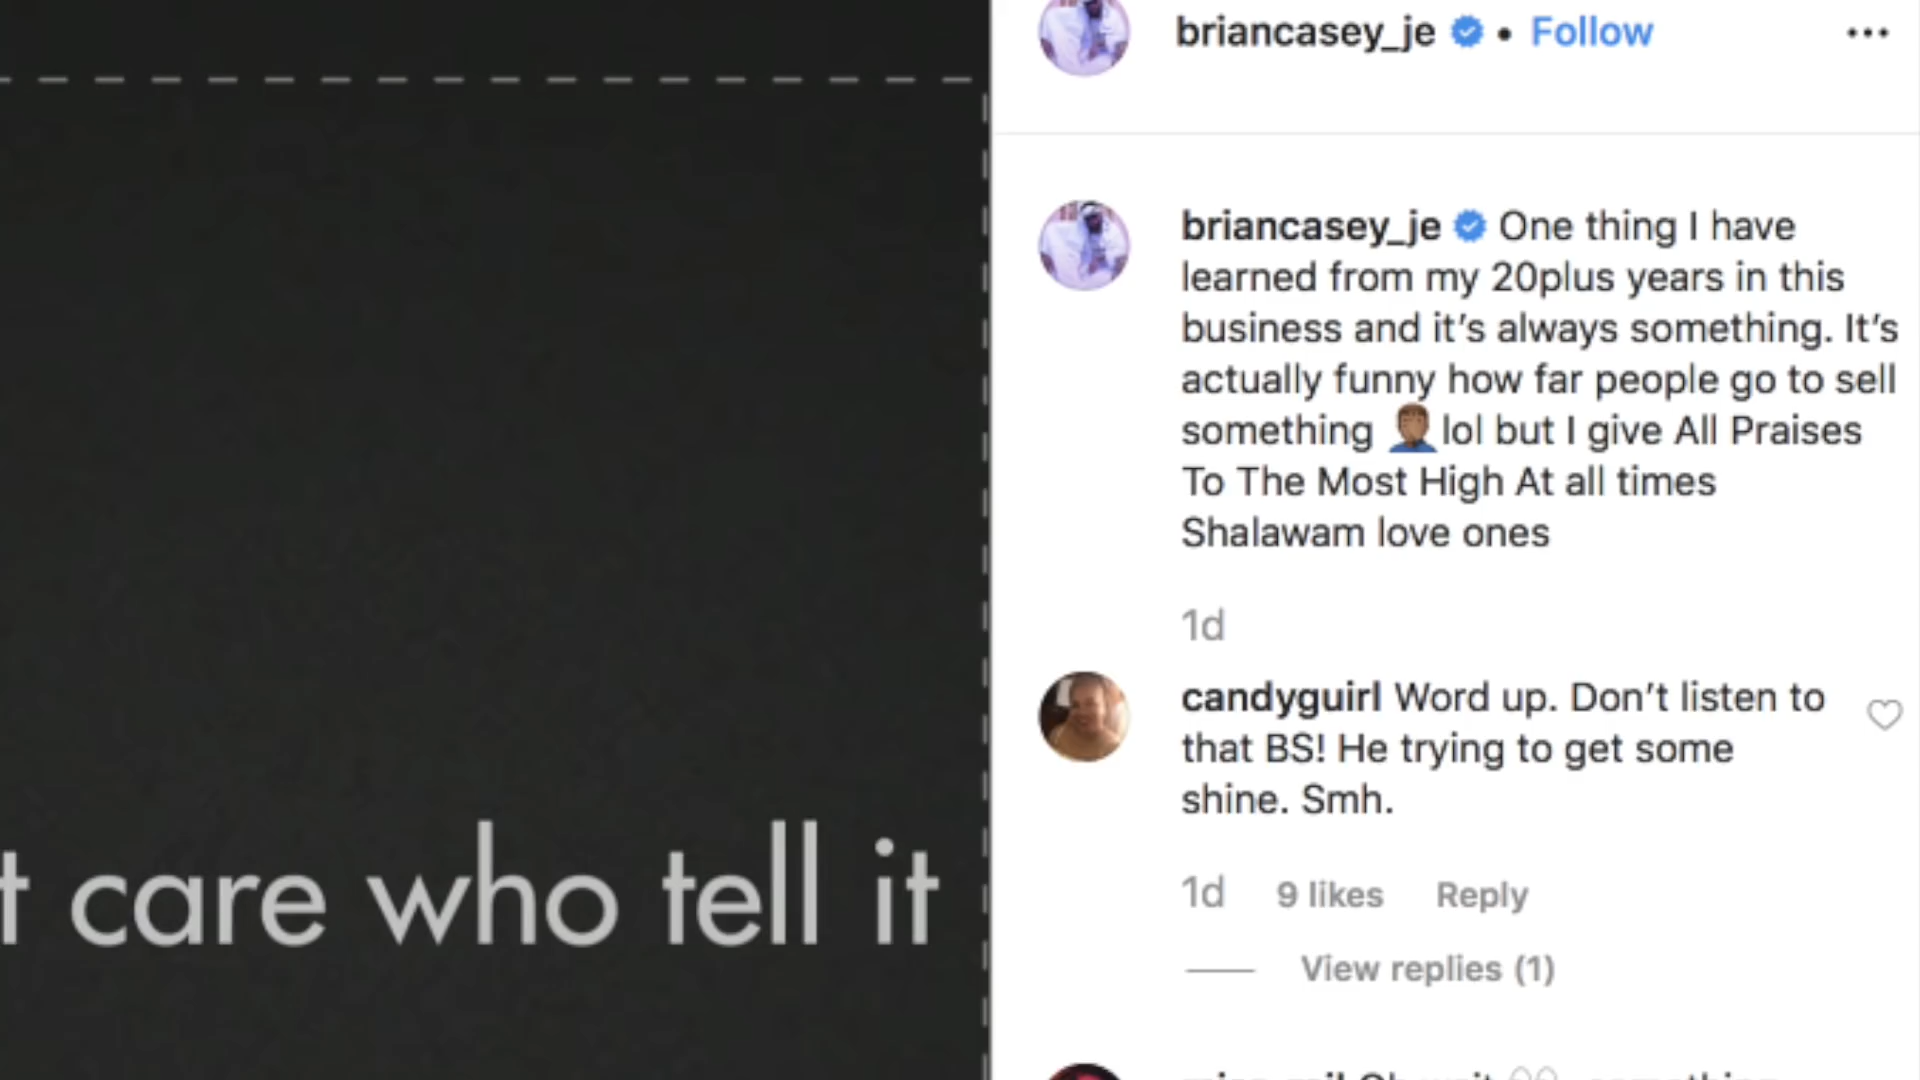 t care who tell it
briancasey_je • Follow
briancasey_je One thing I have
learned from my 20plus years in this
business and it's always something. It's
actually funny how far people go to sell
something 🤦🏾‍♂️lol but I give All Praises
To The Most High At all times
Shalawam love ones
1d
candyguirl Word up. Don't listen to
that BS! He trying to get some
shine. Smh.
1d 9 likes Reply
View replies (1)